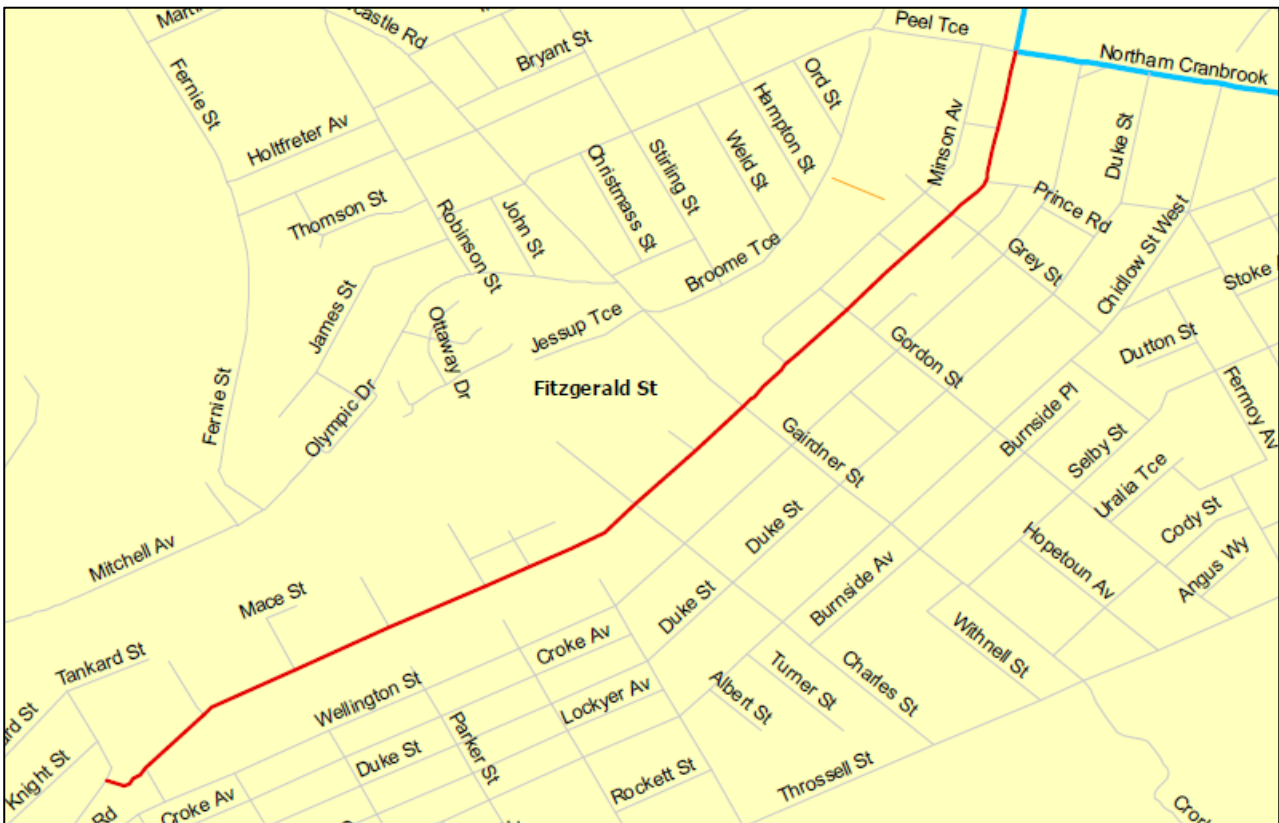 Peel Tce
Northam Cranbrook
Bryant St
Fernie St
Ord St
Hampton St
Holtfreter Av
Minson Av
Duke St
Weld St
Stirling St
Christmass St
Thomson St
Robinson St
John St
Prince Rd
Chidlow St West
Grey St
Broome Tce
James St
Ottaway Dr
Jessup Tce
Dutton St
Gordon St
Fitzgerald St
Fermoy Av
Fernie St
Olympic Dr
Burnside Pl
Gairdner St
Selby St
Uralia Tce
Duke St
Cody St
Hopetoun Av
Angus Wy
Mitchell Av
Burnside Av
Mace St
Duke St
Withnell St
Croke Av
Tankard St
Charles St
Turner St
Wellington St
Lockyer Av
Albert St
Parker St
Duke St
Knight St
Rockett St
Throssell St
Croke Av
Rd